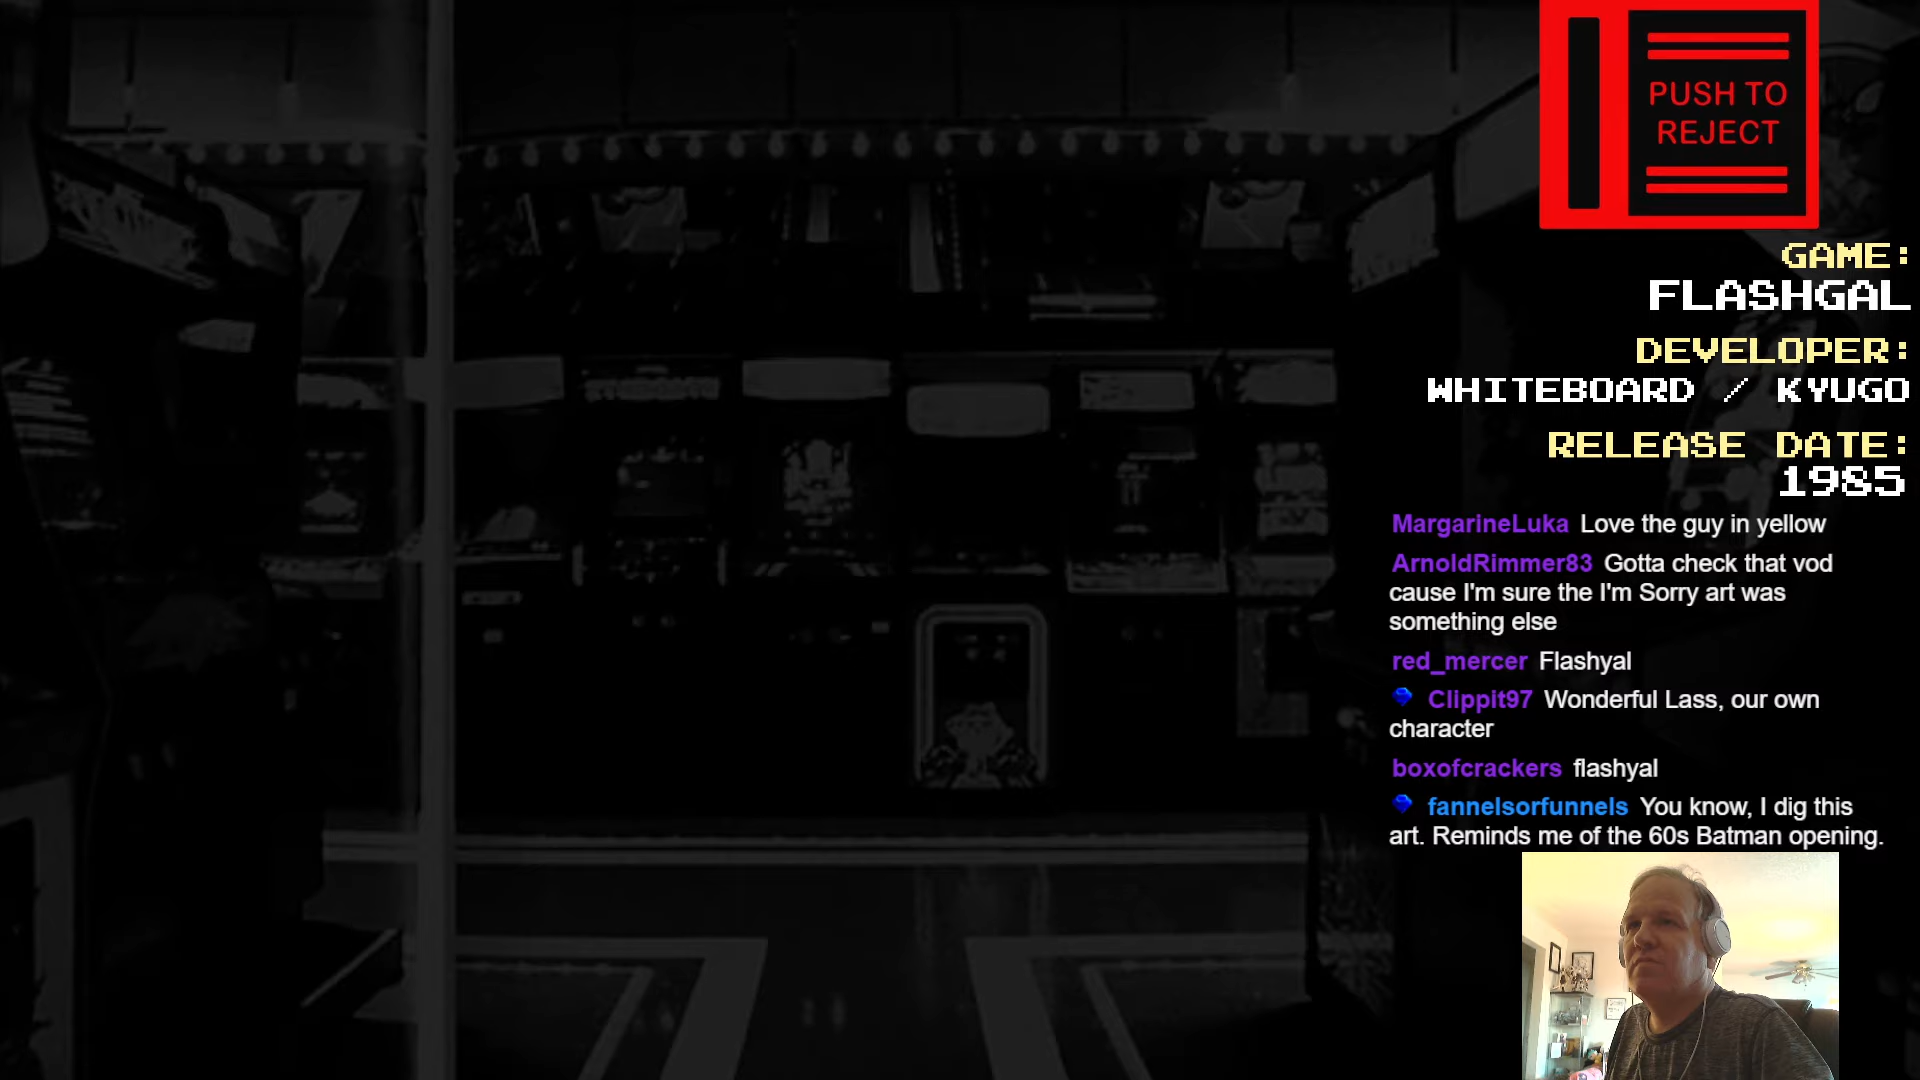 PUSH TO
REJECT
GAME:
FLASHGAL
DEVELOPER:
WHITEBOARD / KYUGO
RELEASE DATE:
1985
MargarineLuka Love the guy in yellow
ArnoldRimmer83 Gotta check that vod
cause I'm sure the I'm Sorry art was
something else
red_mercer Flashyal
Clippit97 Wonderful Lass, our own
character
boxofcrackers flashyal
fannelsorfunnels You know, I dig this
art. Reminds me of the 60s Batman opening.